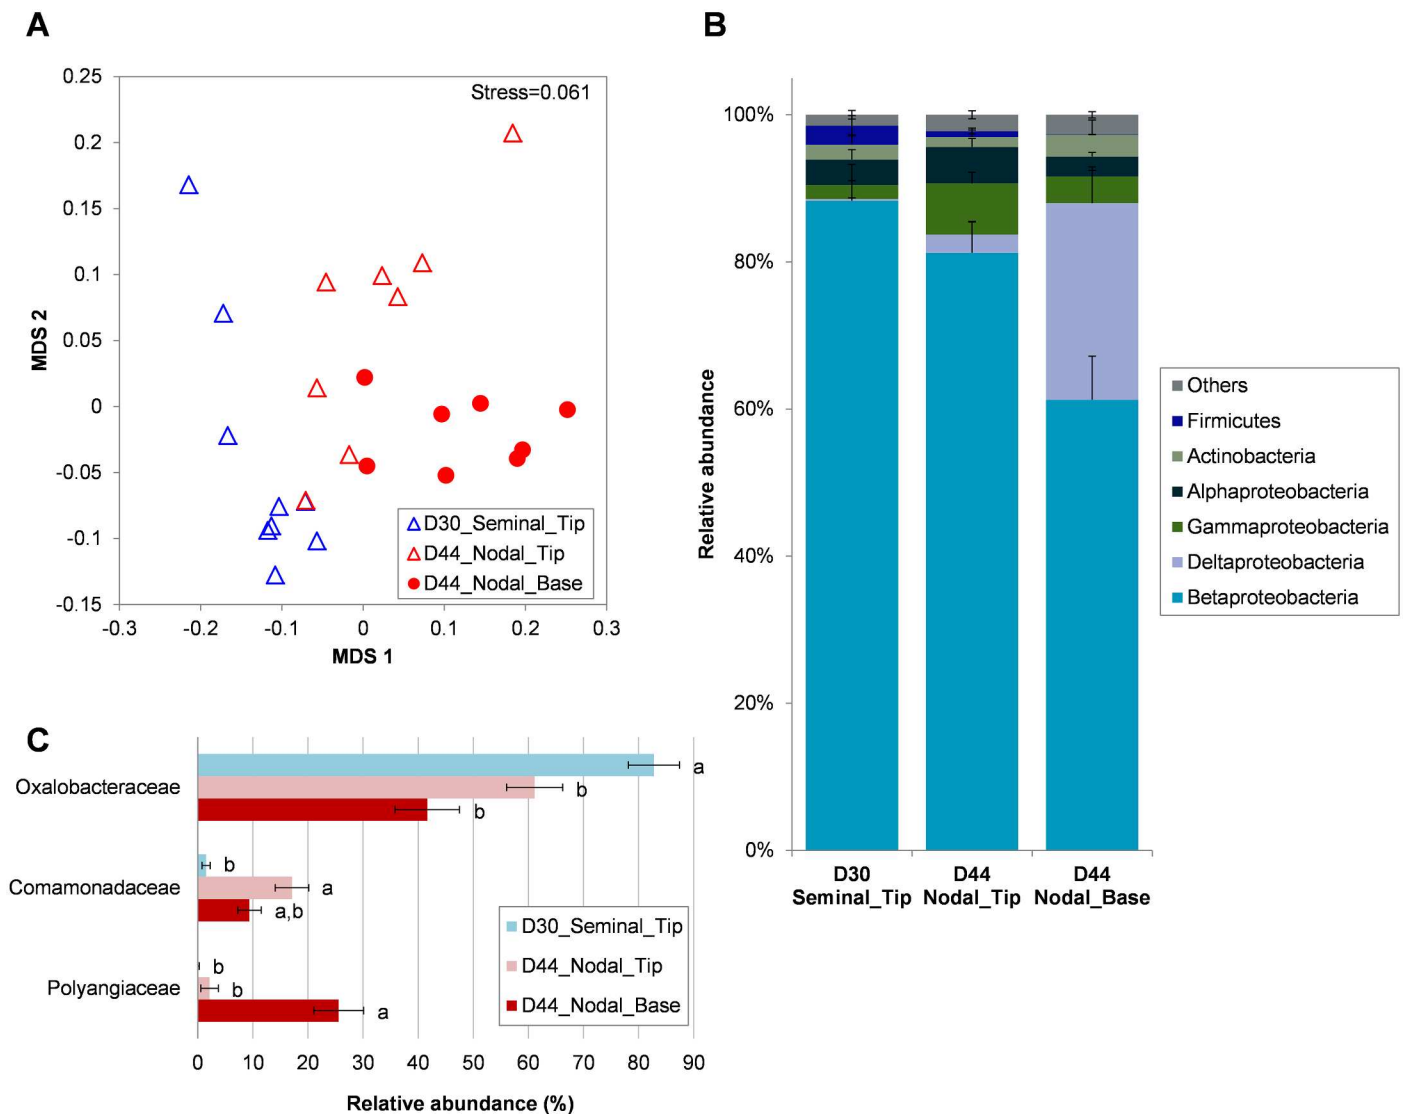 A
Stress=0.061
0.25
0.2
0.15
0.1
0.05
0
-0.05
-0.1
-0.15
MDS 2
-0.3 -0.2 -0.1 0 0.1 0.2 0.3
MDS 1
D30_Seminal_Tip
D44_Nodal_Tip
D44_Nodal_Base
B
100%
80%
60%
40%
20%
0%
Relative abundance
D30 D44 D44
Seminal_Tip Nodal_Tip Nodal_Base
Others
Firmicutes
Actinobacteria
Alphaproteobacteria
Gammaproteobacteria
Deltaproteobacteria
Betaproteobacteria
C
Oxalobacteraceae
a
b
b
Comamonadaceae
b
a
a,b
Polyangiaceae
b
b
a
D30_Seminal_Tip
D44_Nodal_Tip
D44_Nodal_Base
0 10 20 30 40 50 60 70 80 90
Relative abundance (%)